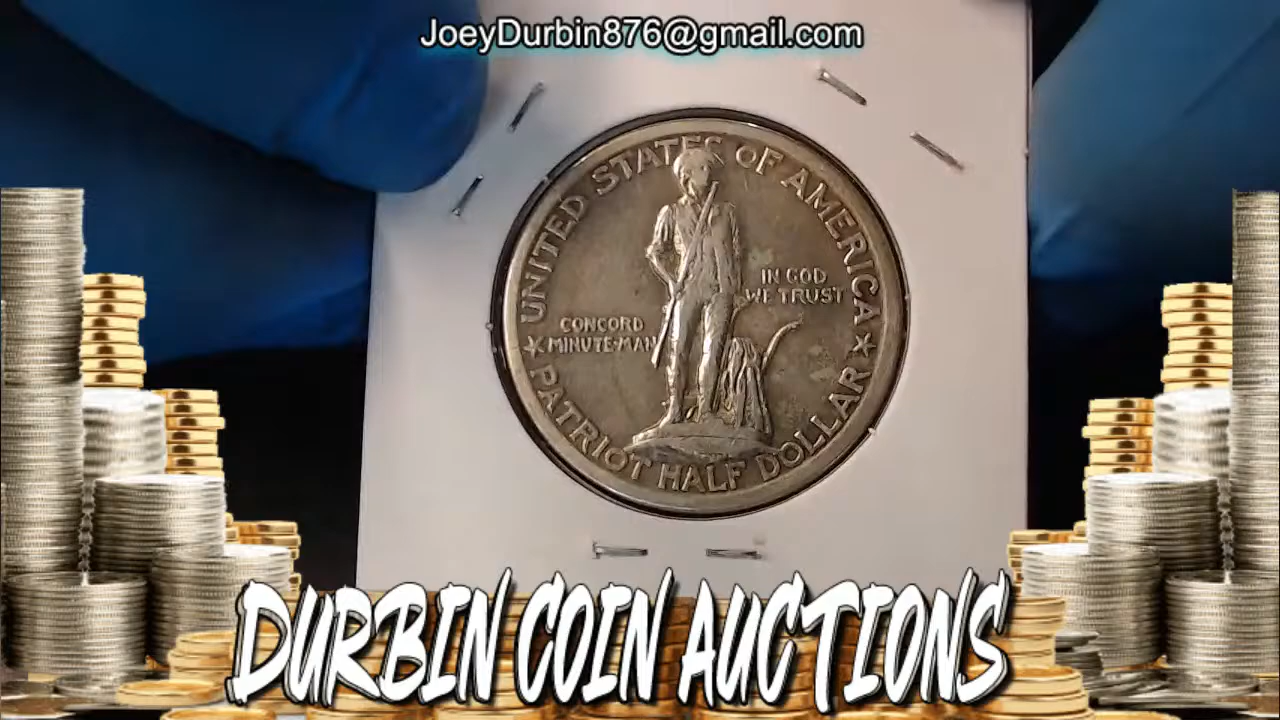 JoeyDurbin876@gmail.com
UNITED STATES OF AMERICA
IN GOD
WE TRUST
CONCORD
MINUTE-MAN
PATRIOT HALF DOLLAR
DURBIN COIN AUCTIONS